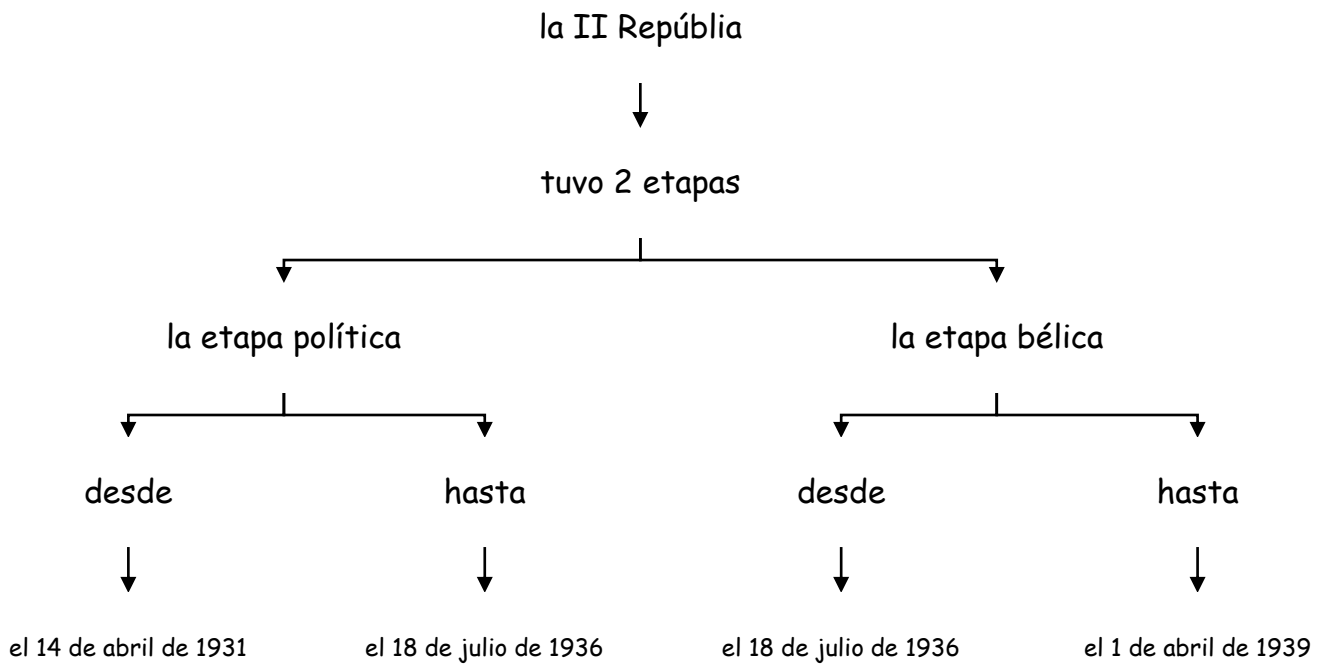 la II Repúblia
tuvo 2 etapas
la etapa política
la etapa bélica
desde
hasta
desde
hasta
el 14 de abril de 1931
el 18 de julio de 1936
el 18 de julio de 1936
el 1 de abril de 1939